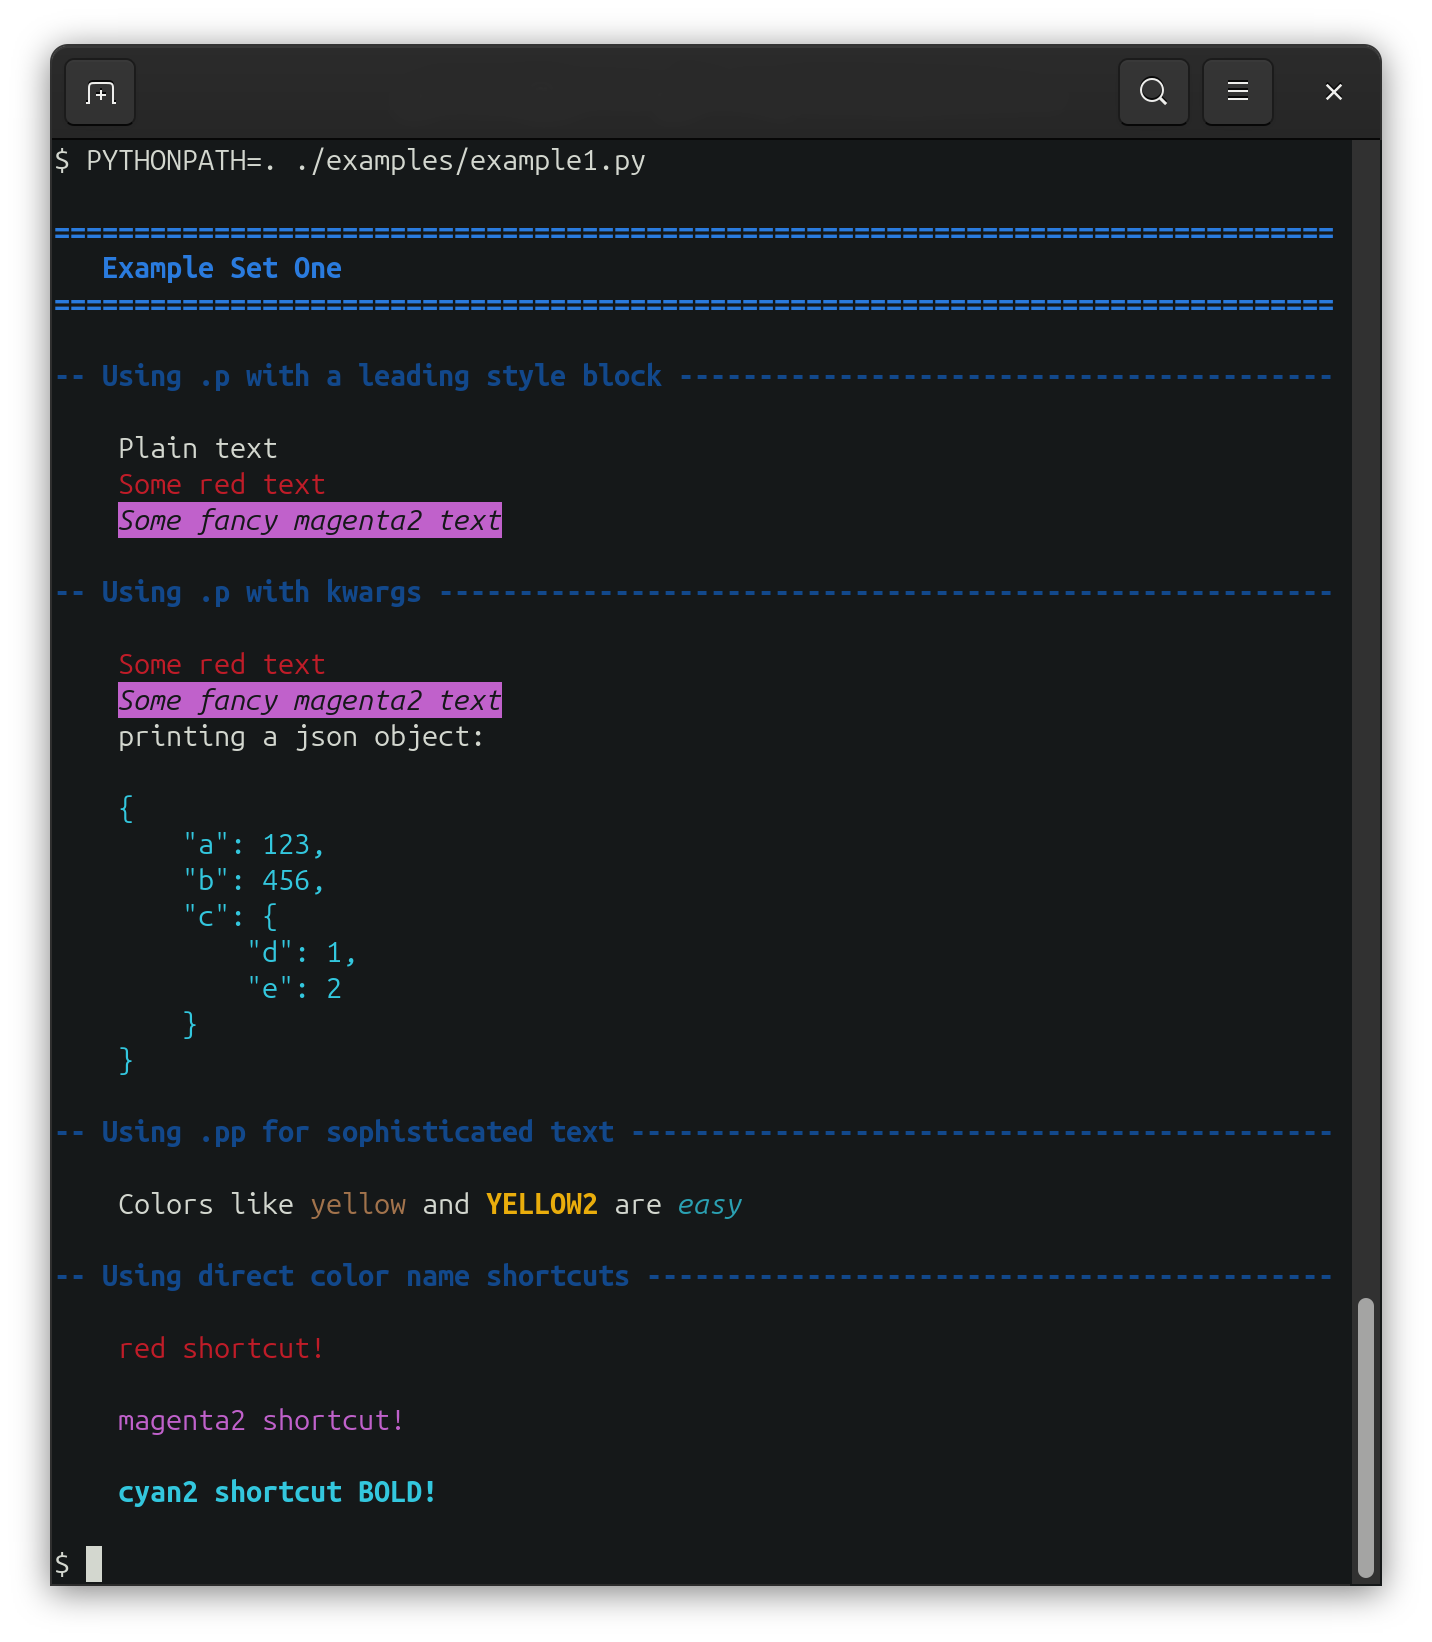 $ PYTHONPATH=. ./examples/example1.py
================================================================================
   Example Set One
================================================================================
-- Using .p with a leading style block -----------------------------------------
    Plain text
    Some red text
    Some fancy magenta2 text
-- Using .p with kwargs --------------------------------------------------------
    Some red text
    Some fancy magenta2 text
    printing a json object:
    {
        "a": 123,
        "b": 456,
        "c": {
            "d": 1,
            "e": 2
        }
    }
-- Using .pp for sophisticated text --------------------------------------------
    Colors like yellow and YELLOW2 are easy
-- Using direct color name shortcuts -------------------------------------------
    red shortcut!
    magenta2 shortcut!
    cyan2 shortcut BOLD!
$